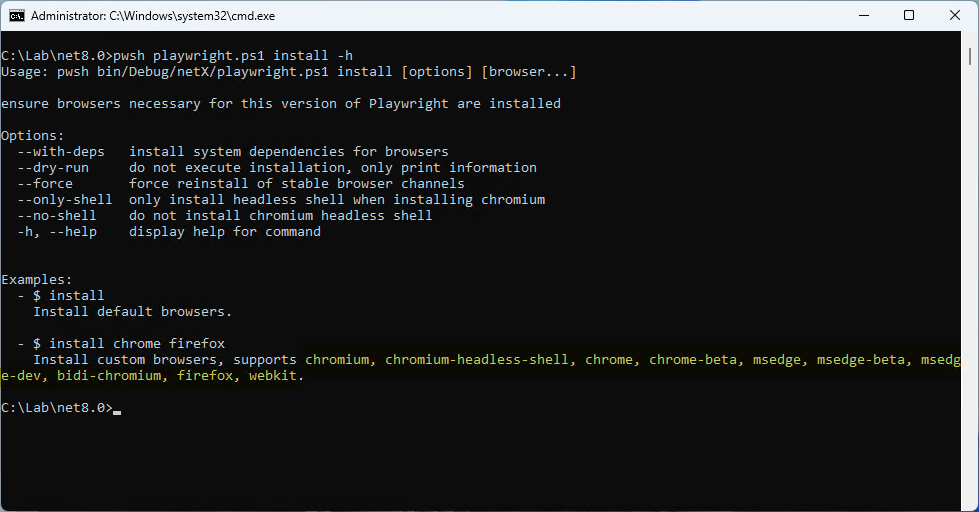 Administrator: C:\Windows\system32\cmd.exe
C:\Lab\net8.0>pwsh playwright.ps1 install -h
Usage: pwsh bin/Debug/netX/playwright.ps1 install [options] [browser...]
ensure browsers necessary for this version of Playwright are installed
Options:
--with-deps   install system dependencies for browsers
--dry-run     do not execute installation, only print information
--force       force reinstall of stable browser channels
--only-shell  only install headless shell when installing chromium
--no-shell    do not install chromium headless shell
-h, --help    display help for command
Examples:
- $ install
Install default browsers.
- $ install chrome firefox
Install custom browsers, supports chromium, chromium-headless-shell, chrome, chrome-beta, msedge, msedge-beta, msedg
e-dev, bidi-chromium, firefox, webkit.
C:\Lab\net8.0>